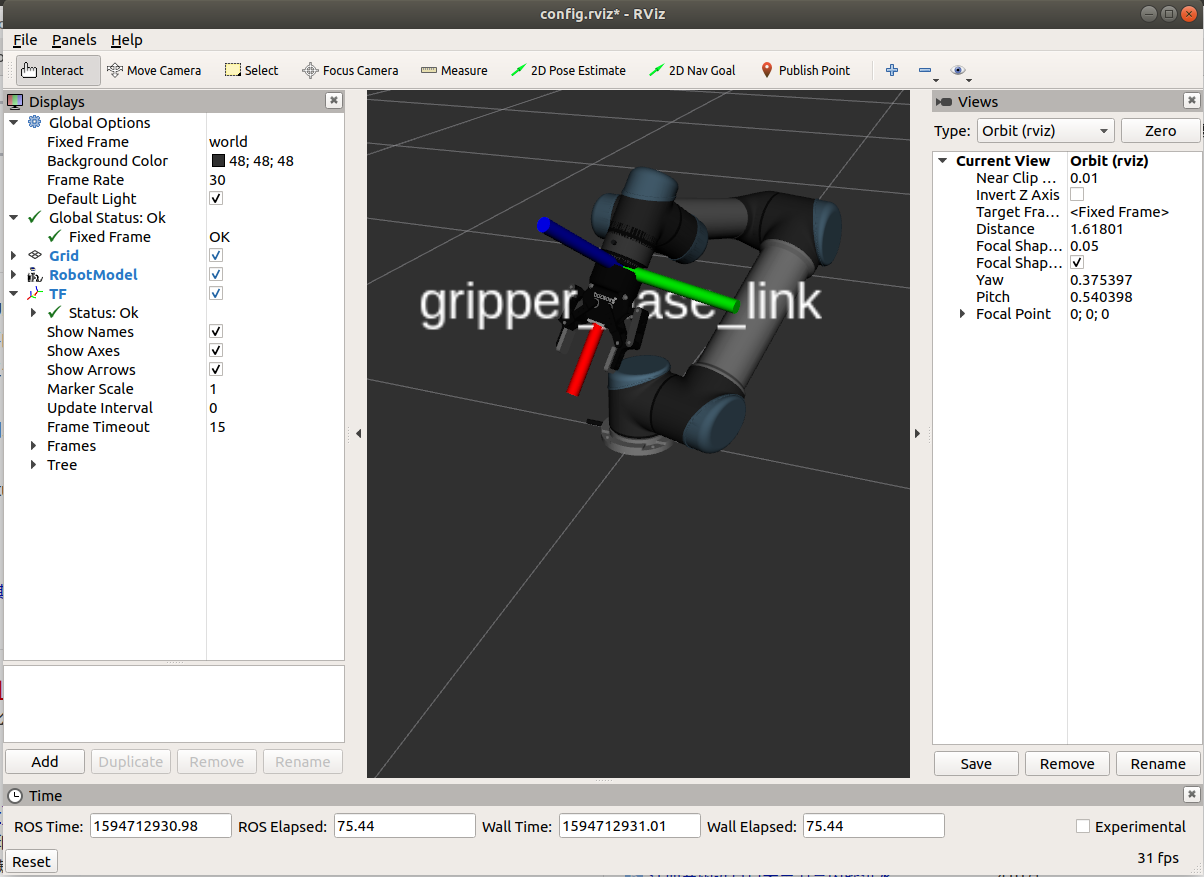 config.rviz* - RViz
File Panels Help
Interact Move Camera Select Focus Camera Measure 2D Pose Estimate 2D Nav Goal Publish Point
Displays
Global Options
Fixed Frame world
Background Color 48; 48; 48
Frame Rate 30
Default Light
Global Status: Ok
Fixed Frame OK
Grid
RobotModel
TF
Status: Ok
Show Names
Show Axes
Show Arrows
Marker Scale 1
Update Interval 0
Frame Timeout 15
Frames
Tree
Add Duplicate Remove Rename
gripper_ ase_link
Views
Type: Orbit (rviz) Zero
Current View Orbit (rviz)
Near Clip ... 0.01
Invert Z Axis
Target Fra... <Fixed Frame>
Distance 1.61801
Focal Shap... 0.05
Focal Shap...
Yaw 0.375397
Pitch 0.540398
Focal Point 0; 0; 0
Save Remove Rename
Time
ROS Time: 1594712930.98 ROS Elapsed: 75.44 Wall Time: 1594712931.01 Wall Elapsed: 75.44 Experimental
Reset 31 fps